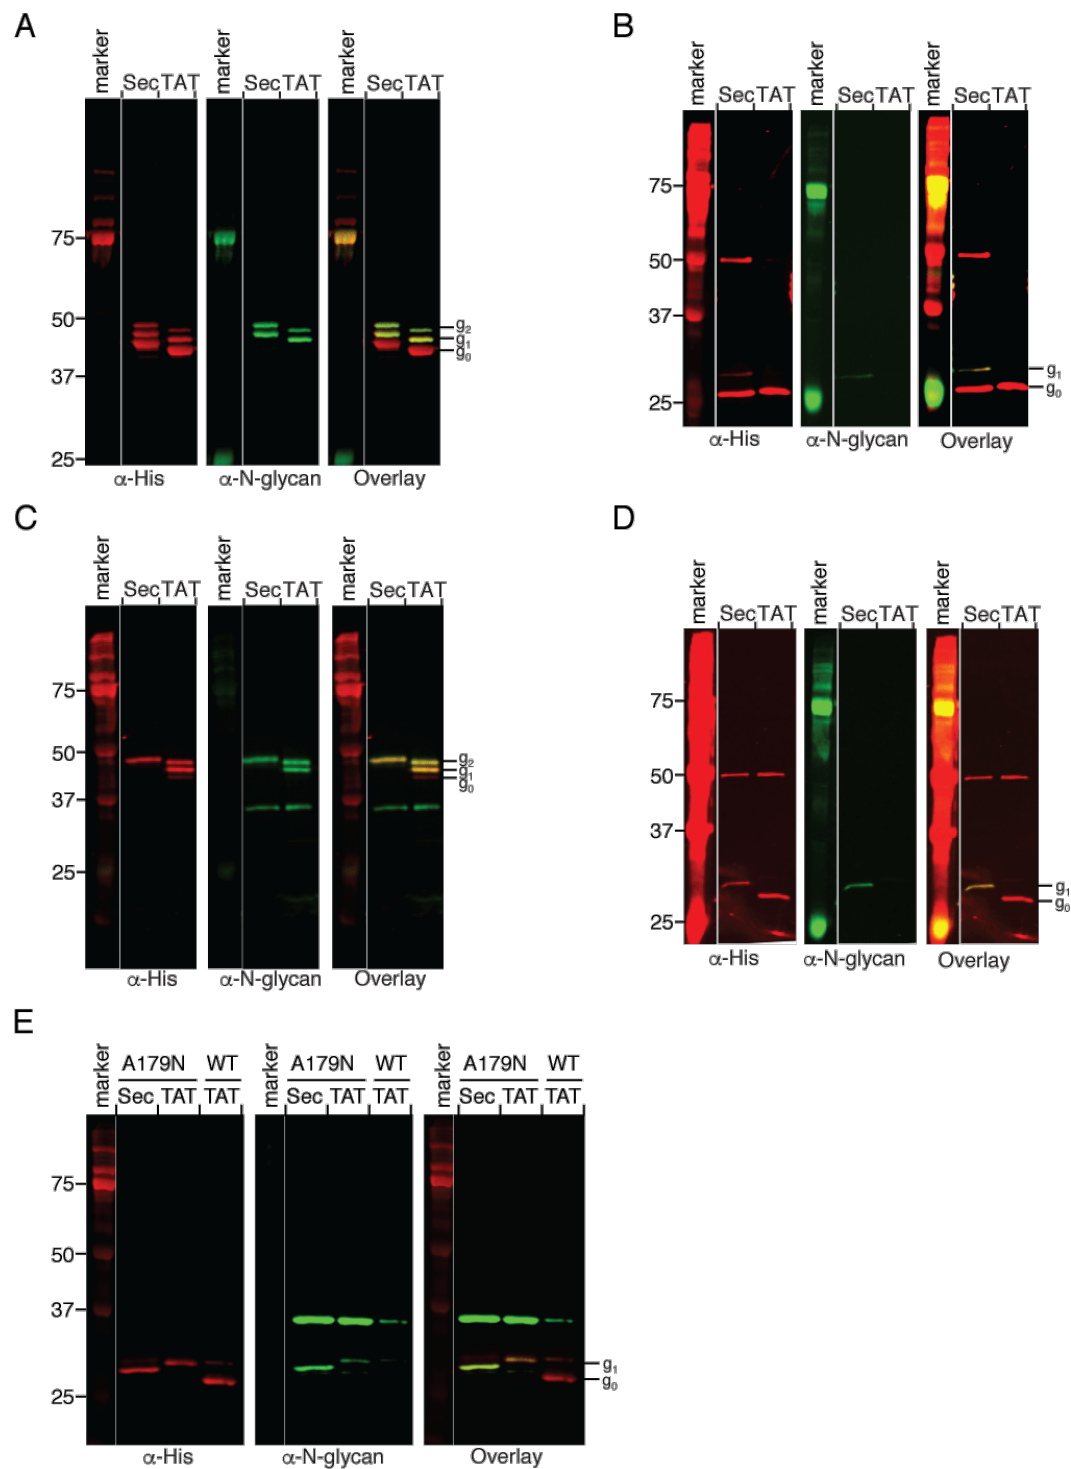 A
marker
Sec TAT
marker
Sec TAT
marker
Sec TAT
75
50
37
25
g2
g1
g0
α-His
α-N-glycan
Overlay
B
marker
Sec TAT
marker
Sec TAT
marker
Sec TAT
75
50
37
25
g1
g0
α-His
α-N-glycan
Overlay
C
marker
Sec TAT
marker
Sec TAT
marker
Sec TAT
75
50
37
25
g2
g1
g0
α-His
α-N-glycan
Overlay
D
marker
Sec TAT
marker
Sec TAT
marker
Sec TAT
75
50
37
25
g1
g0
α-His
α-N-glycan
Overlay
E
marker
A179N WT
Sec TAT TAT
marker
A179N WT
Sec TAT TAT
marker
A179N WT
Sec TAT TAT
75
50
37
25
g1
g0
α-His
α-N-glycan
Overlay